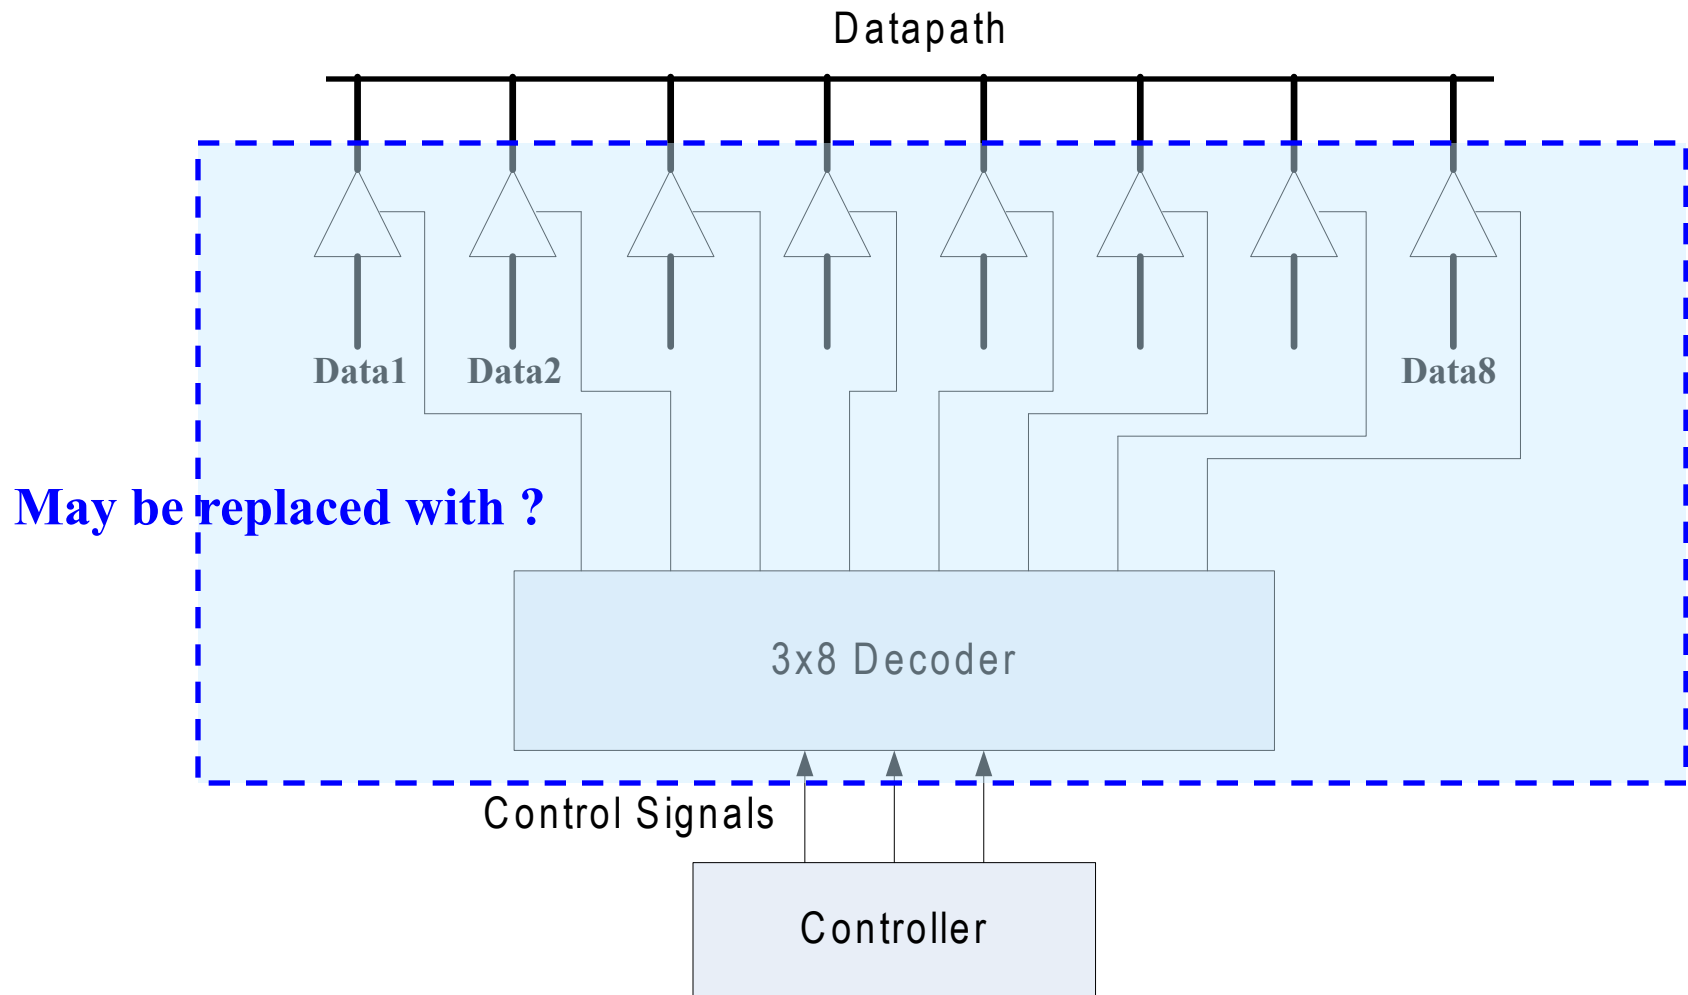 Datapath
Data1 Data2 Data8
May be replaced with ?
3x8 Decoder
Control Signals
Controller